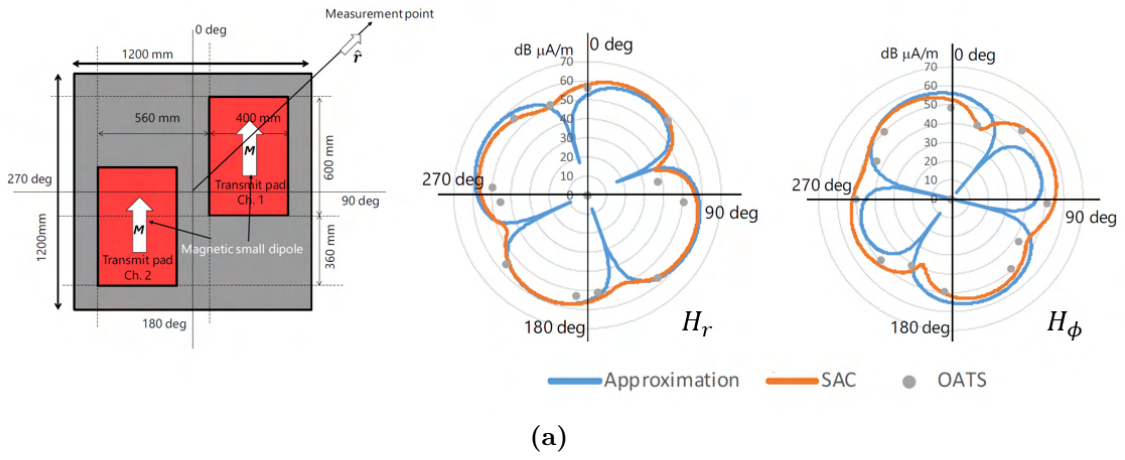 0 deg
Measurement point
r̂
1200 mm
560 mm
400 mm
M
Transmit pad
Ch. 1
600 mm
270 deg
90 deg
1200mm
M
Magnetic small dipole
Transmit pad
Ch. 2
360 mm
180 deg
dB µA/m
0 deg
70
60
50
40
30
20
10
0
270 deg
90 deg
180 deg
H_r
dB µA/m
0 deg
70
60
50
40
30
20
10
0
270 deg
90 deg
180 deg
H_ϕ
Approximation
SAC
OATS
(a)